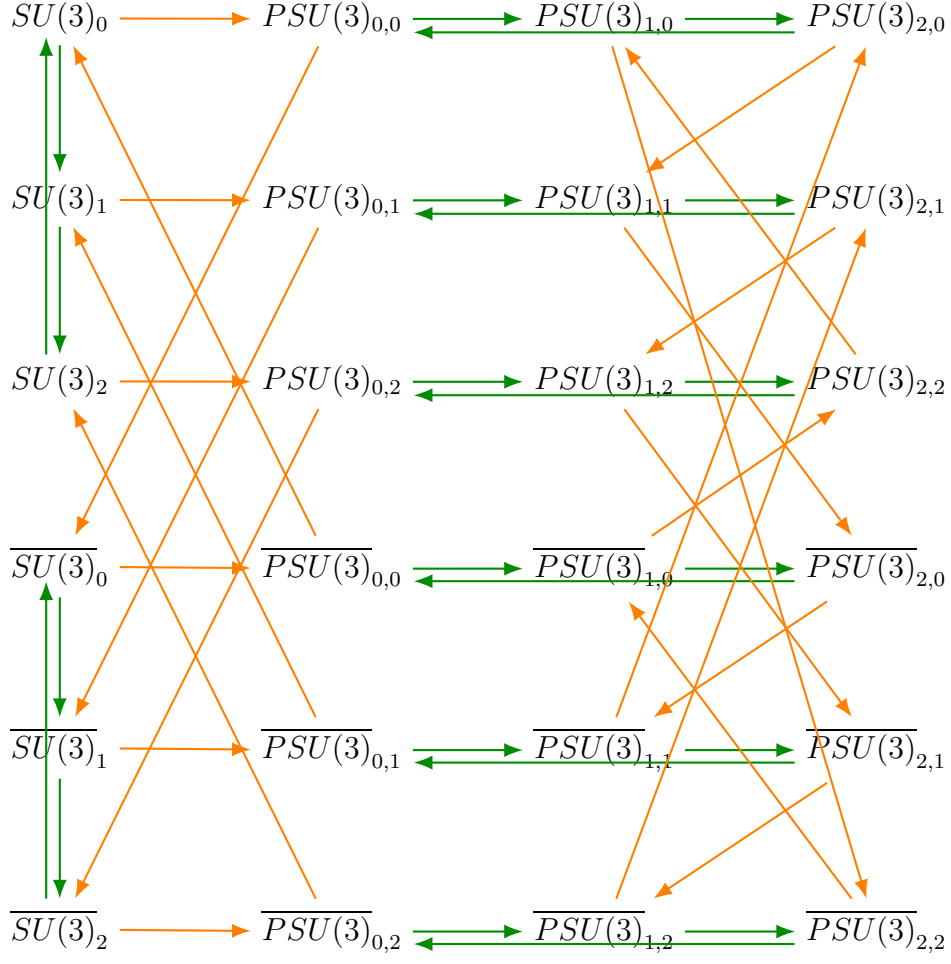 $SU(3)_0$ $PSU(3)_{0,0}$ $PSU(3)_{1,0}$ $PSU(3)_{2,0}$
$SU(3)_1$ $PSU(3)_{0,1}$ $PSU(3)_{1,1}$ $PSU(3)_{2,1}$
$SU(3)_2$ $PSU(3)_{0,2}$ $PSU(3)_{1,2}$ $PSU(3)_{2,2}$
$\overline{SU(3)}_0$ $\overline{PSU(3)}_{0,0}$ $\overline{PSU(3)}_{1,0}$ $\overline{PSU(3)}_{2,0}$
$\overline{SU(3)}_1$ $\overline{PSU(3)}_{0,1}$ $\overline{PSU(3)}_{1,1}$ $\overline{PSU(3)}_{2,1}$
$\overline{SU(3)}_2$ $\overline{PSU(3)}_{0,2}$ $\overline{PSU(3)}_{1,2}$ $\overline{PSU(3)}_{2,2}$